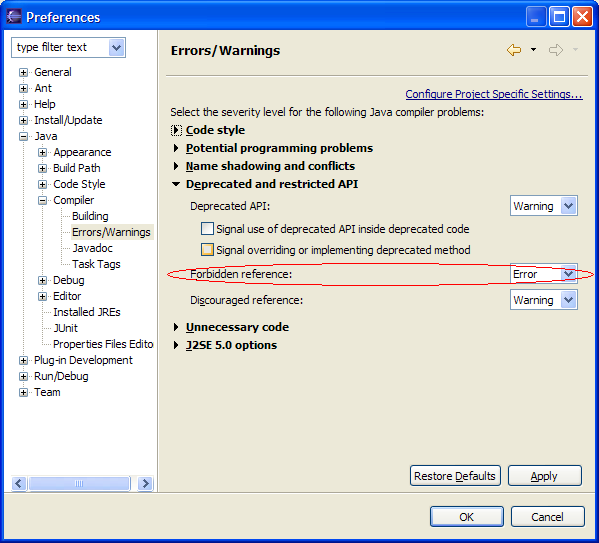 Preferences
type filter text
General
Ant
Help
Install/Update
Java
Appearance
Build Path
Code Style
Compiler
Building
Errors/Warnings
Javadoc
Task Tags
Debug
Editor
Installed JREs
JUnit
Properties Files Edito
Plug-in Development
Run/Debug
Team
Errors/Warnings
Configure Project Specific Settings...
Select the severity level for the following Java compiler problems:
Code style
Potential programming problems
Name shadowing and conflicts
Deprecated and restricted API
Deprecated API: Warning
Signal use of deprecated API inside deprecated code
Signal overriding or implementing deprecated method
Forbidden reference: Error
Discouraged reference: Warning
Unnecessary code
J2SE 5.0 options
Restore Defaults Apply
OK Cancel